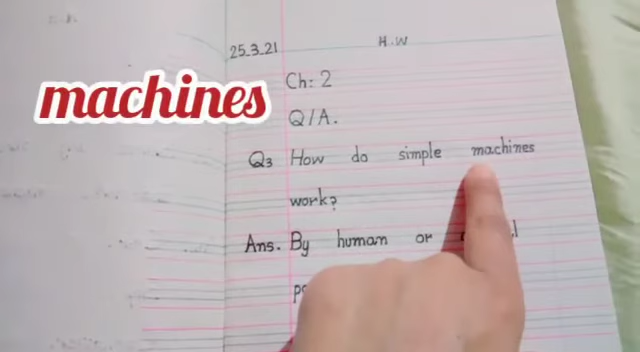 25.3.21 H.W
machines
Ch: 2
Q/A.
Q3 How do simple machines
work?
Ans. By human or